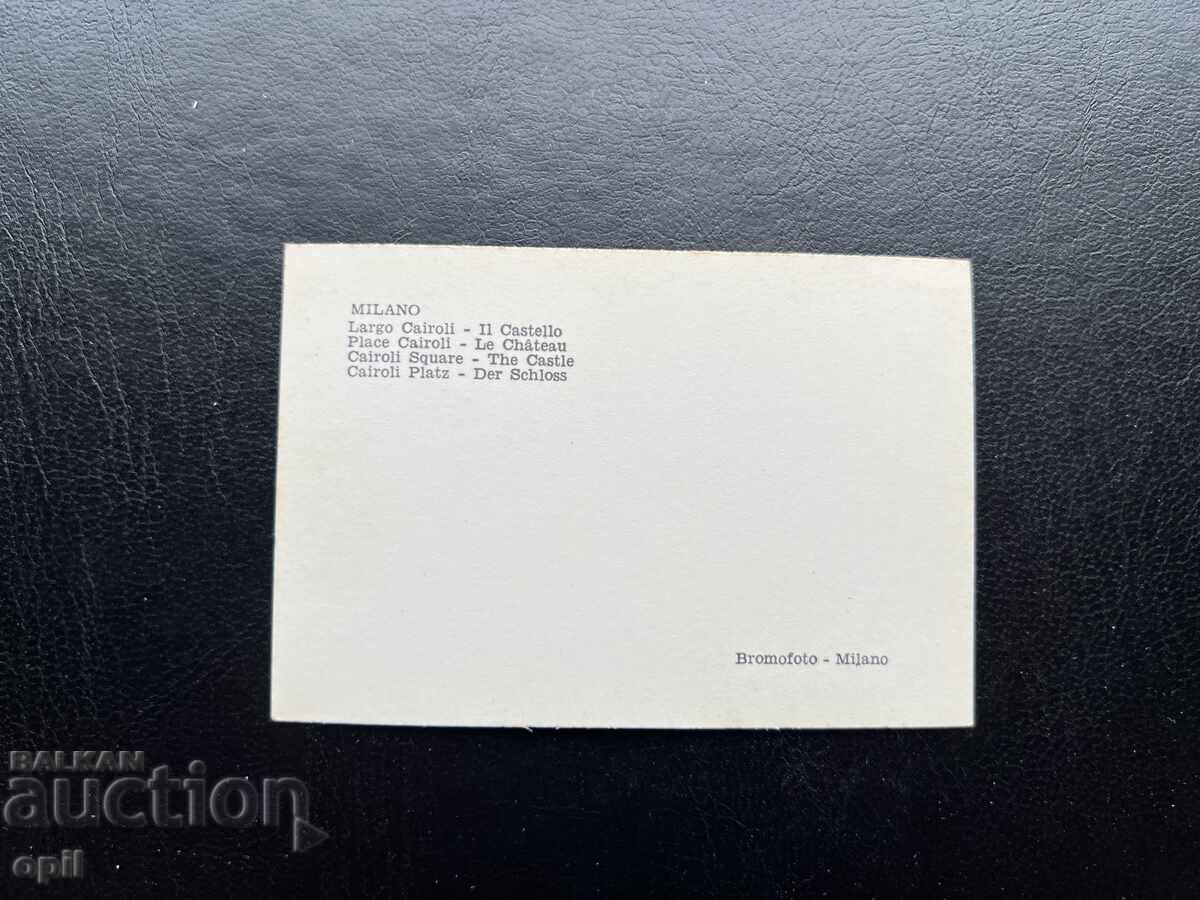 MILANO
Largo Cairoli - Il Castello
Place Cairoli - Le Château
Cairoli Square - The Castle
Cairoli Platz - Der Schloss
Bromofoto - Milano
BALKAN
auction
opil